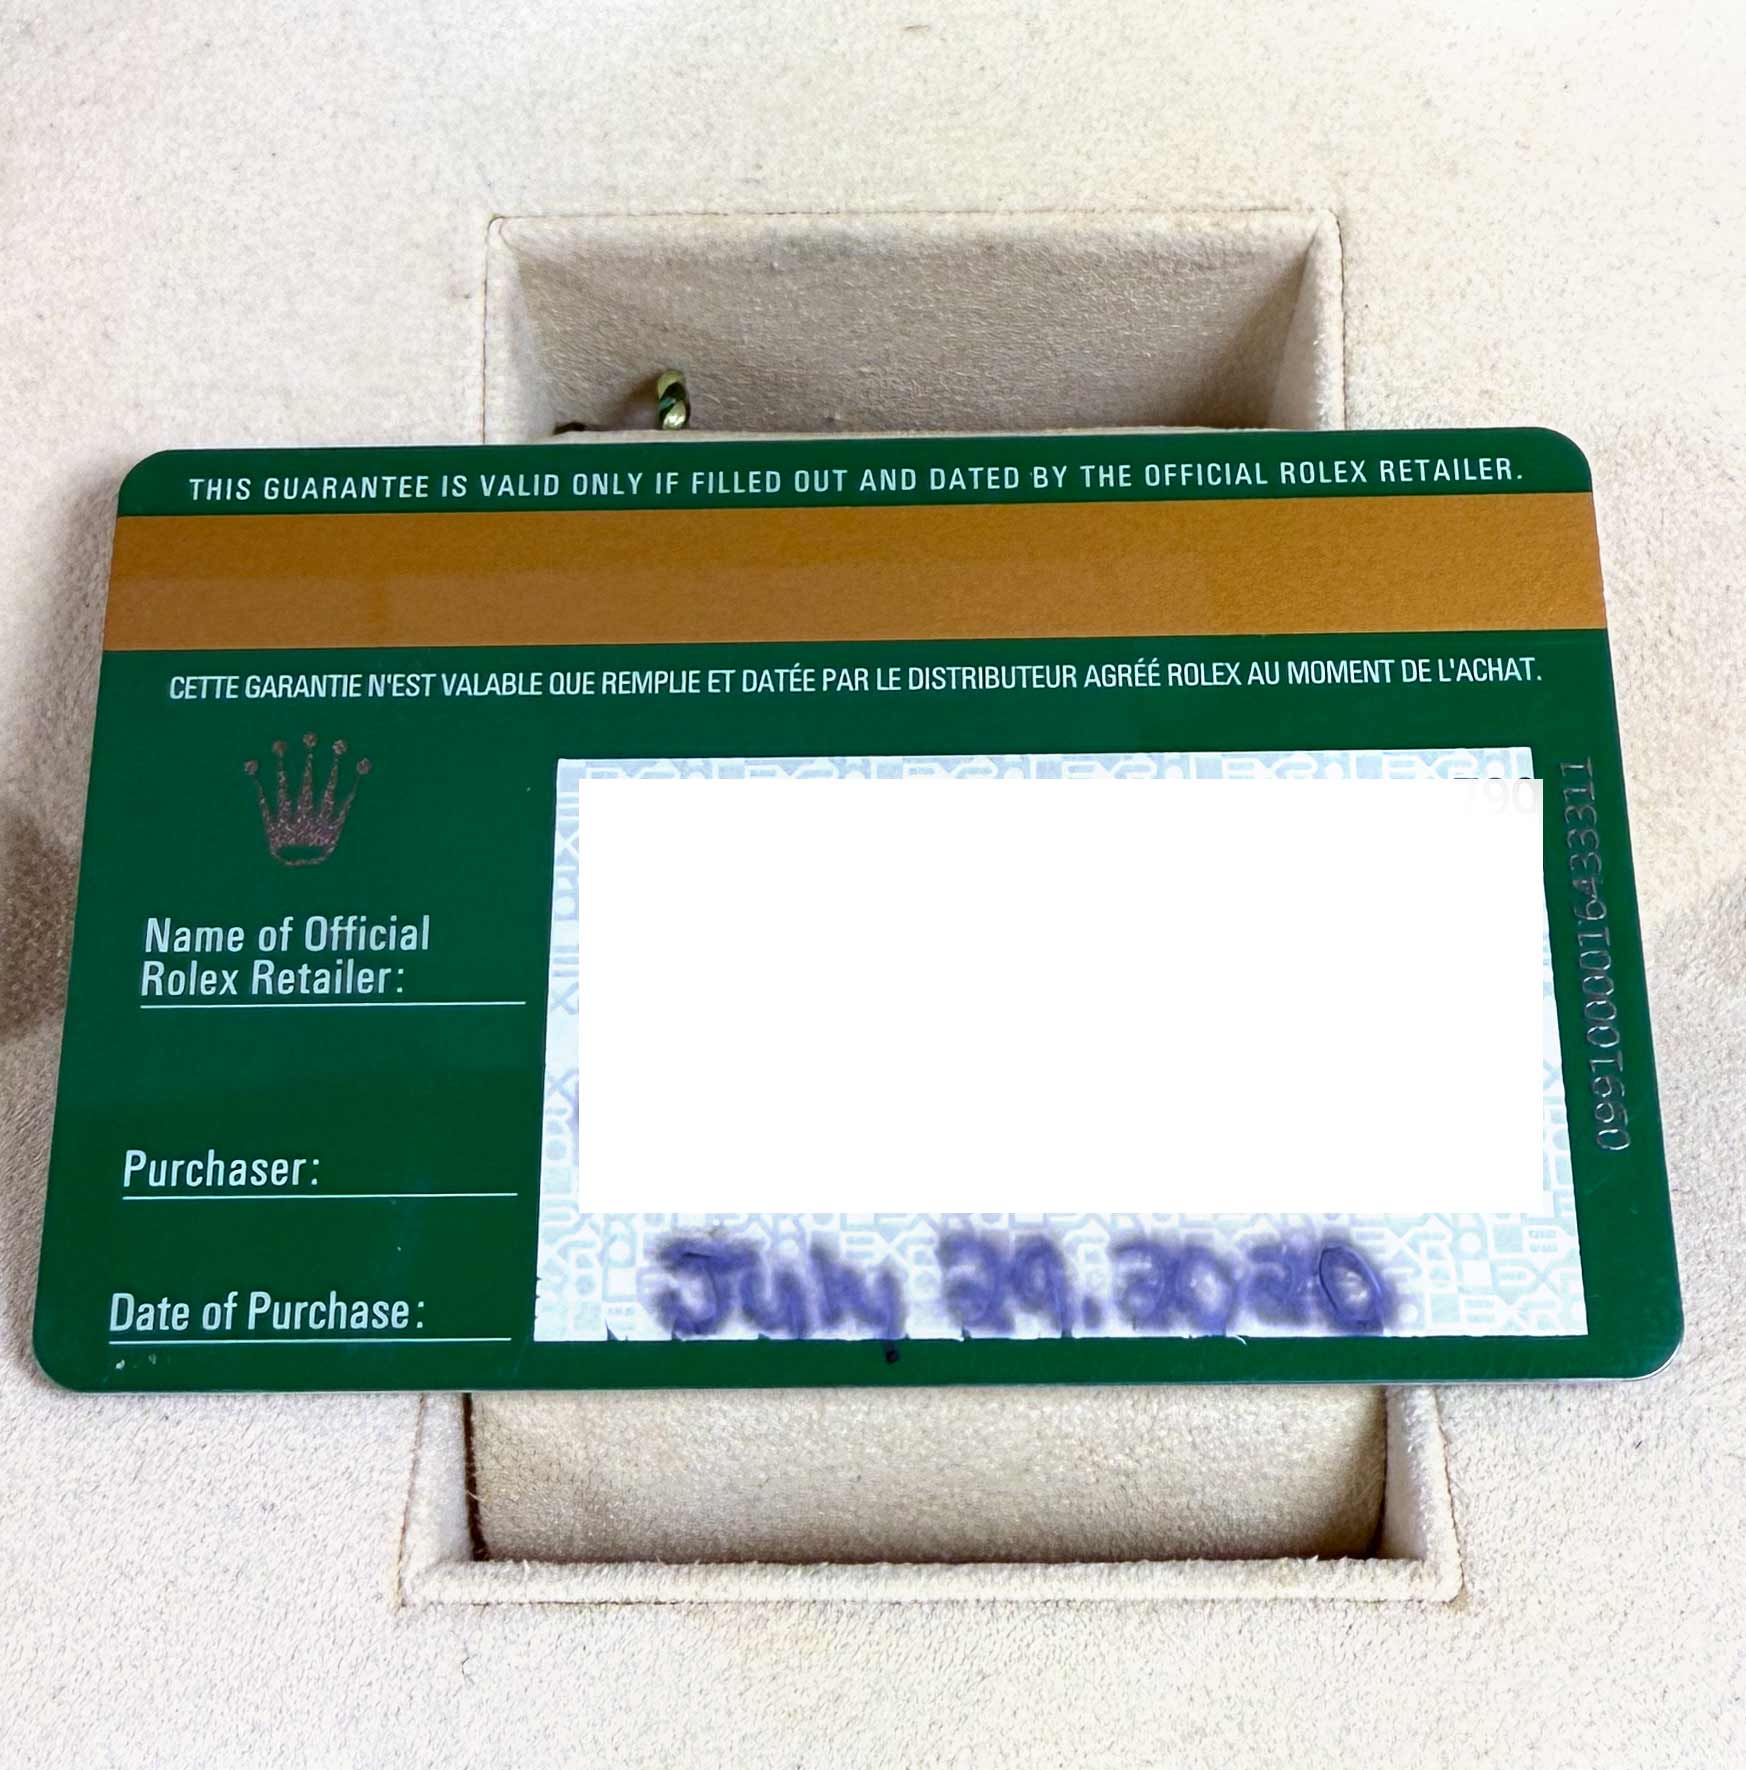 THIS GUARANTEE IS VALID ONLY IF FILLED OUT AND DATED BY THE OFFICIAL ROLEX RETAILER.
CETTE GARANTIE N'EST VALABLE QUE REMPLIE ET DATÉE PAR LE DISTRIBUTEUR AGRÉÉ ROLEX AU MOMENT DE L'ACHAT.
790
Name of Official
Rolex Retailer:
Purchaser:
Date of Purchase: July 29.2020
0991000001643311